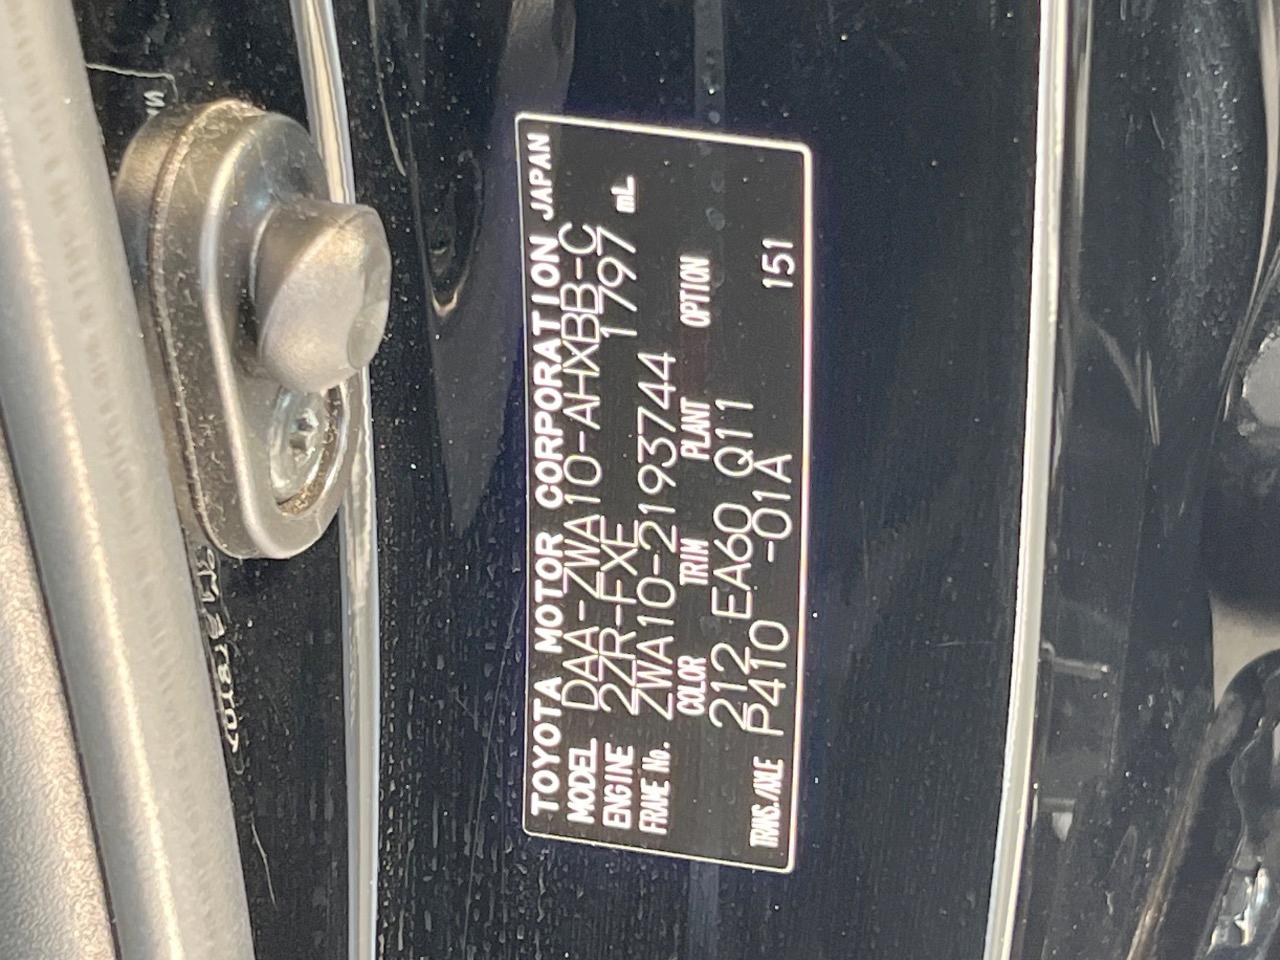 TOYOTA MOTOR CORPORATION JAPAN
MODEL DAA-ZWA10-AHXBB-C
ENGINE 2ZR-FXE 1797 mL
FRAME No. ZWA10-2193744
COLOR TRIM PLANT OPTION
212 EA60 Q11
TRANS./AXLE P410 -01A 151